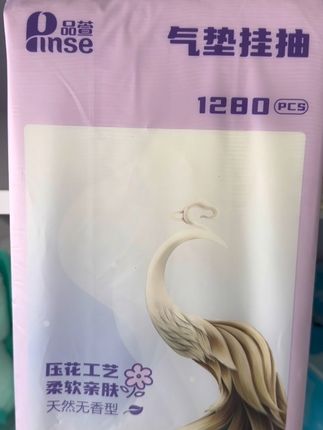 品荟
Pinse
气垫挂抽
1280 PCS
压花工艺
柔软亲肤
天然无香型